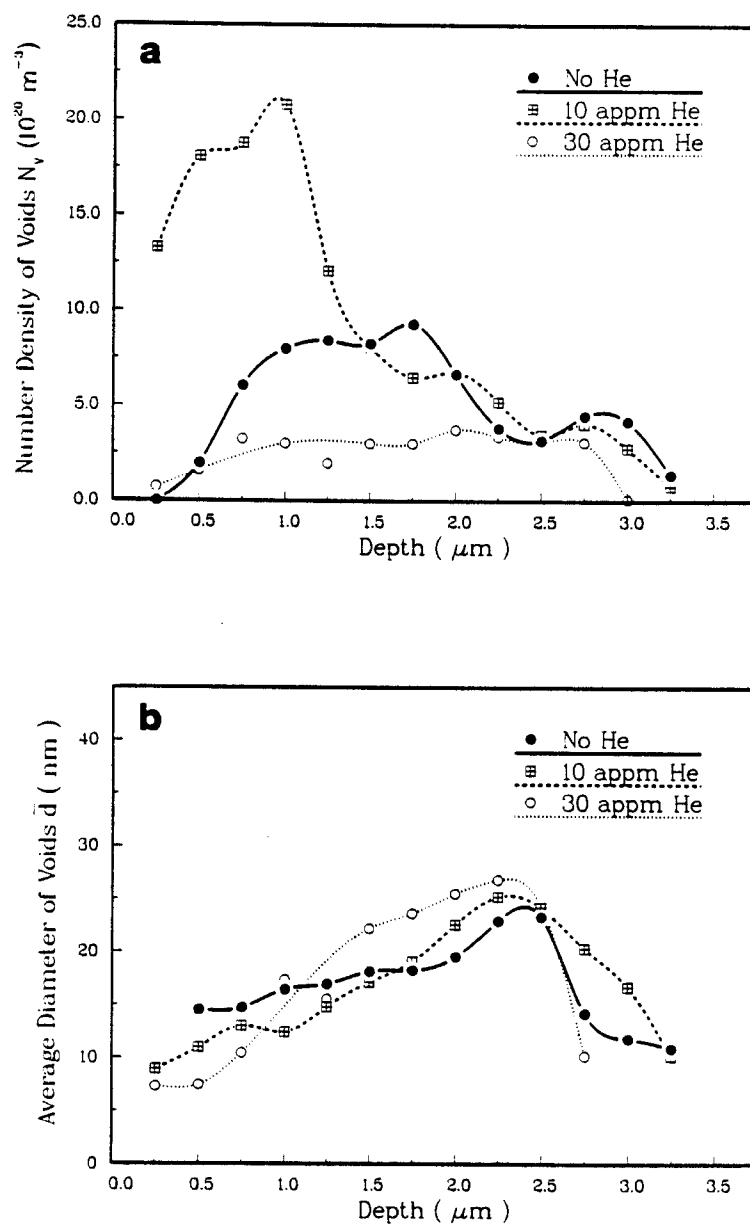 a
25.0
20.0
15.0
10.0
5.0
0.0
Number Density of Voids N_v (10^20 m^-3)
No He
10 appm He
30 appm He
0.0 0.5 1.0 1.5 2.0 2.5 3.0 3.5
Depth ( μm )
b
40
30
20
10
0
Average Diameter of Voids d̄ ( nm )
No He
10 appm He
30 appm He
0.0 0.5 1.0 1.5 2.0 2.5 3.0 3.5
Depth ( μm )